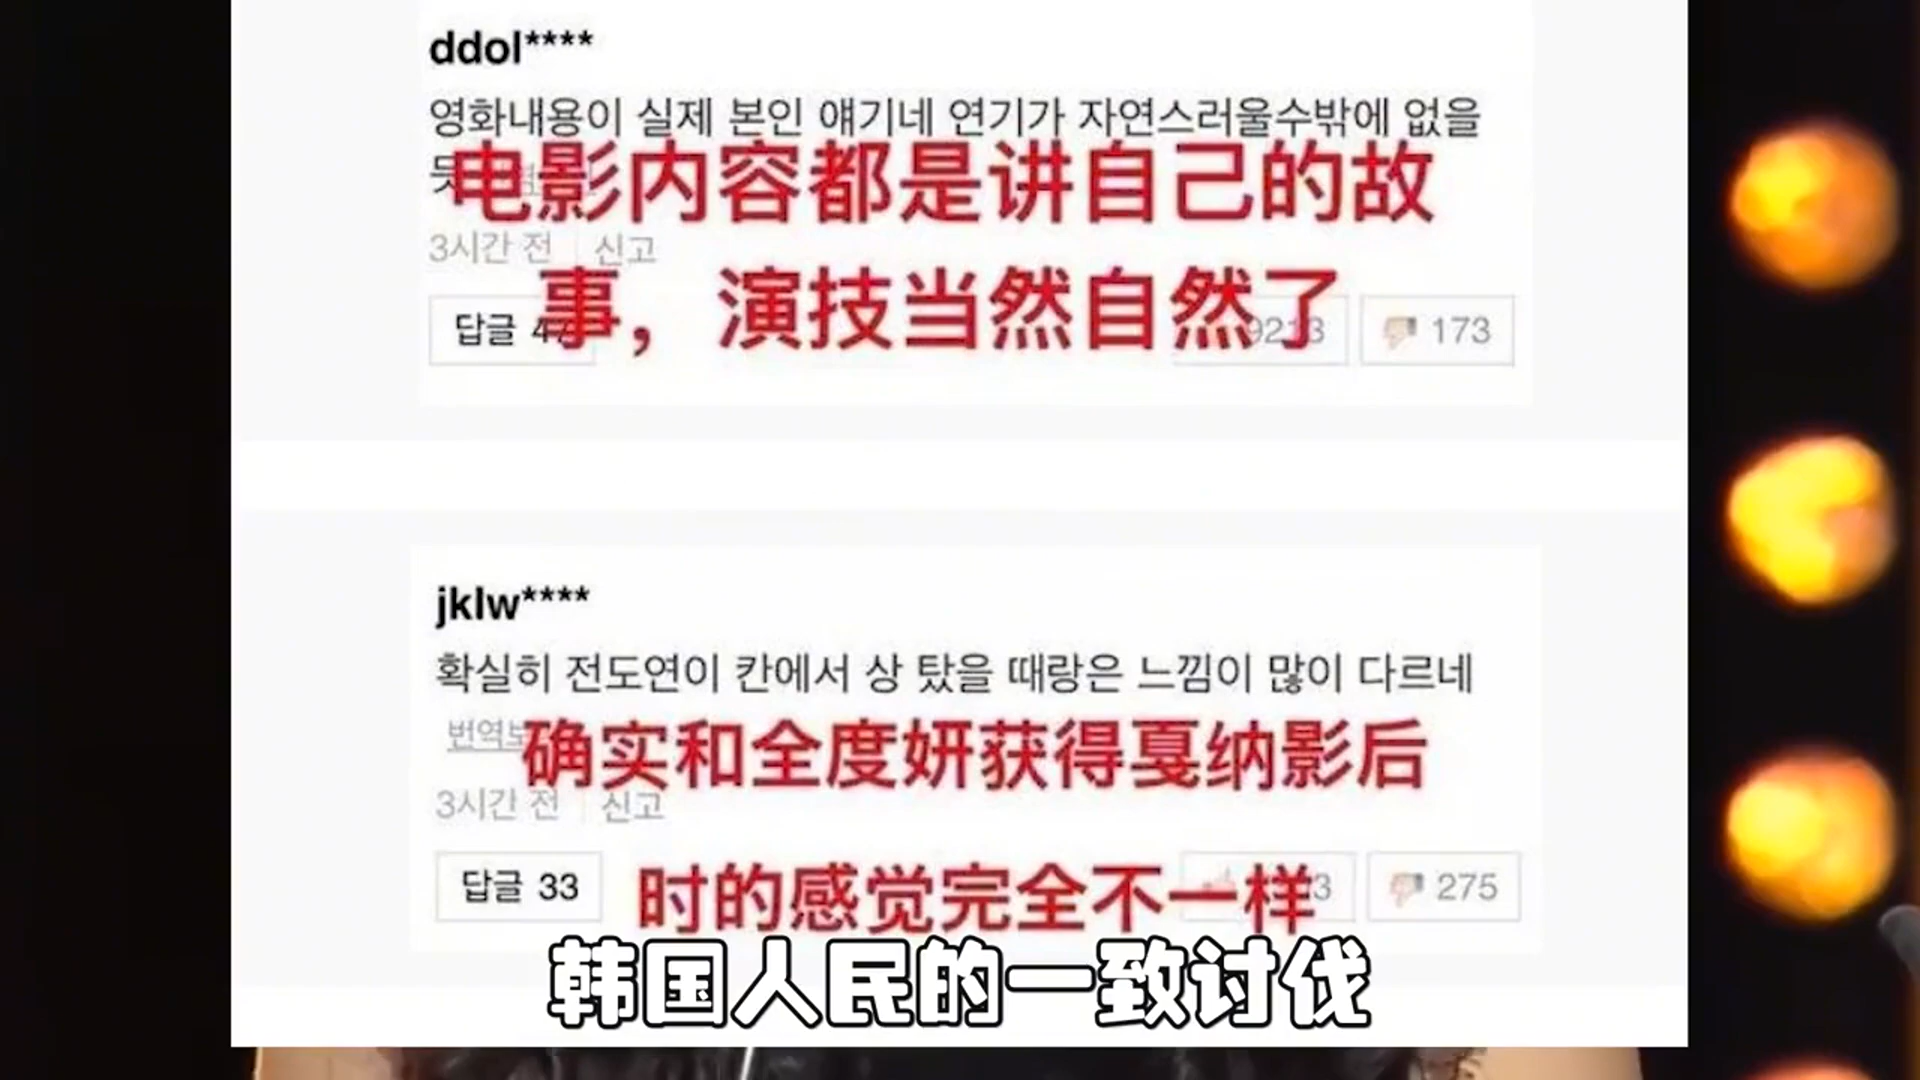 ddol****
영화내용이 실제 본인 얘기네 연기가 자연스러울수밖에 없을
듯
电影内容都是讲自己的故
3시간 전 신고
事，演技当然自然了
답글 47
9213
173
jklw****
확실히 전도연이 칸에서 상 탔을 때랑은 느낌이 많이 다르네
번역보
确实和全度妍获得戛纳影后
3시간 전 신고
时的感觉完全不一样
답글 33
275
韩国人民的一致讨伐